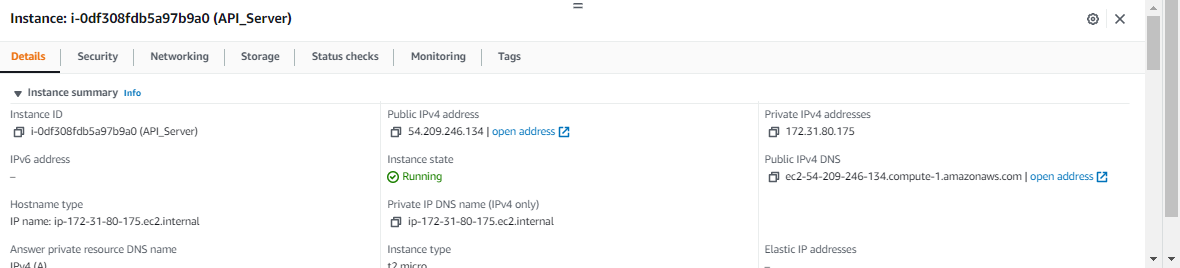 Instance: i-0df308fdb5a97b9a0 (API_Server)
Details Security Networking Storage Status checks Monitoring Tags
Instance summary Info
Instance ID
i-0df308fdb5a97b9a0 (API_Server)
Public IPv4 address
54.209.246.134 | open address
Private IPv4 addresses
172.31.80.175
IPv6 address
–
Instance state
Running
Public IPv4 DNS
ec2-54-209-246-134.compute-1.amazonaws.com | open address
Hostname type
IP name: ip-172-31-80-175.ec2.internal
Private IP DNS name (IPv4 only)
ip-172-31-80-175.ec2.internal
Answer private resource DNS name
IPv4 (A)
Instance type
t2.micro
Elastic IP addresses
–